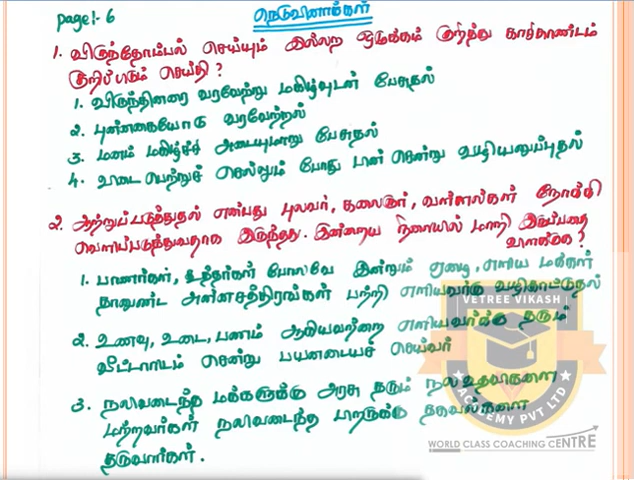 page!- 6
நெடுவினாக்கள்
1. விருந்தோம்பல் செய்யும் இல்லற ஒழுக்கம் குறித்து காசிகாண்டம்
குறிப்பிடும் செய்தி?
1. விருந்தினரை வரவேற்று மகிழ்வுடன் பேசுதல்
2. புன்னகையோடு வரவேற்றல்
3. மனம் மகிழ்ச்சி அடையுமாறு பேசுதல்
4. விடை பெற்றுச் செல்லும் போது பின் சென்று வழியனுப்புதல்
2. ஆற்றுப்படுத்துதல் என்பது புலவர், கலைஞர், வள்ளல்கள் நோக்கி
வெளிப்படுத்துவதாக இருந்தது. இன்றைய நிலையில் மாறி இருப்பதை
விளக்குக?
1. பாணர்கள், கூத்தர்கள் போலவே இன்றும் ஏழை, எளிய மக்கள்
அன்னசத்திரங்கள் பற்றி எளியவர்க்கு வழிகாட்டுதல்
2. உணவு, உடை, பணம் ஆகியவற்றை எளியவர்க்கு தரும்
சென்று பயனடையச் செய்வர்
3. நலிவடைந்த மக்களுக்கு அரசு தரும் நல உதவிகளை
மற்றவர்கள் நலிவடைந்த பிறருக்கு தகவல்களை
தருவார்கள்.
VETREE VIKASH
ACADEMY PVT LTD
WORLD CLASS COACHING CENTRE